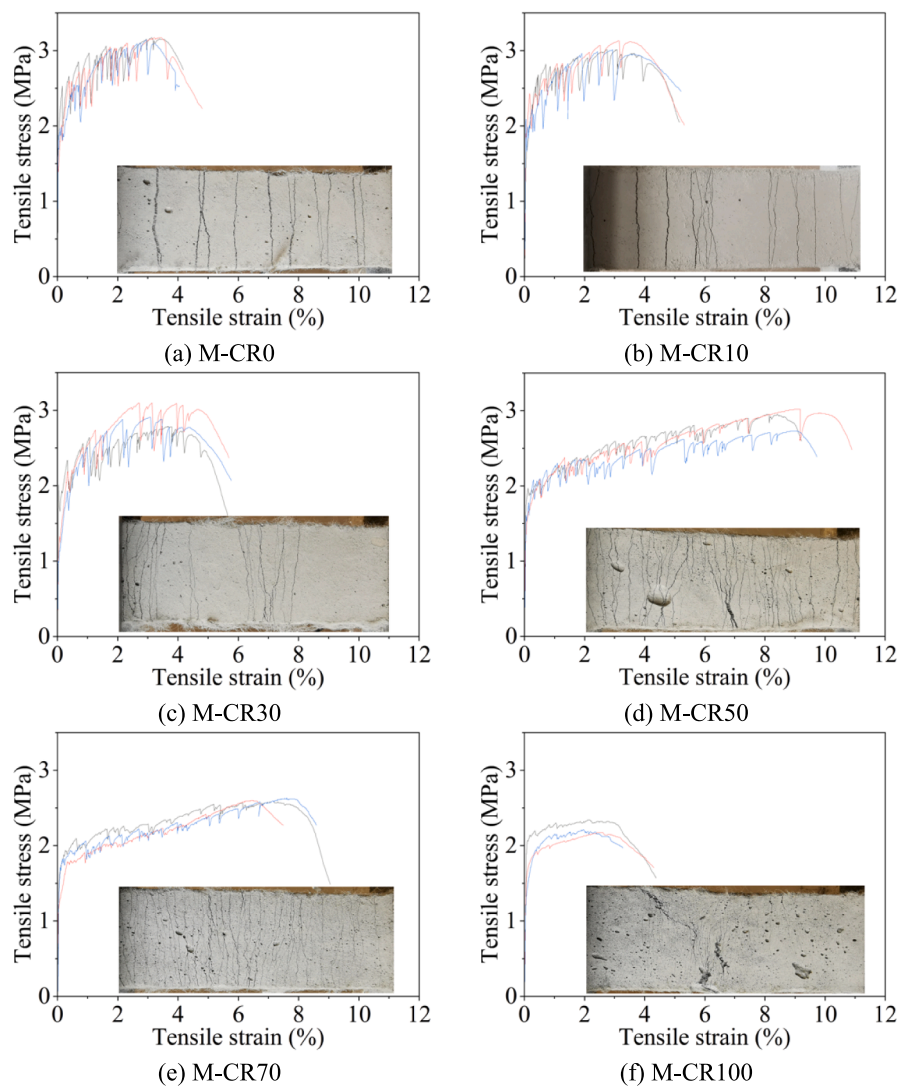 Tensile stress (MPa)
3
2
1
0
0 2 4 6 8 10 12
Tensile strain (%)
(a) M-CR0
Tensile stress (MPa)
3
2
1
0
0 2 4 6 8 10 12
Tensile strain (%)
(b) M-CR10
Tensile stress (MPa)
3
2
1
0
0 2 4 6 8 10 12
Tensile strain (%)
(c) M-CR30
Tensile stress (MPa)
3
2
1
0
0 2 4 6 8 10 12
Tensile strain (%)
(d) M-CR50
Tensile stress (MPa)
3
2
1
0
0 2 4 6 8 10 12
Tensile strain (%)
(e) M-CR70
Tensile stress (MPa)
3
2
1
0
0 2 4 6 8 10 12
Tensile strain (%)
(f) M-CR100